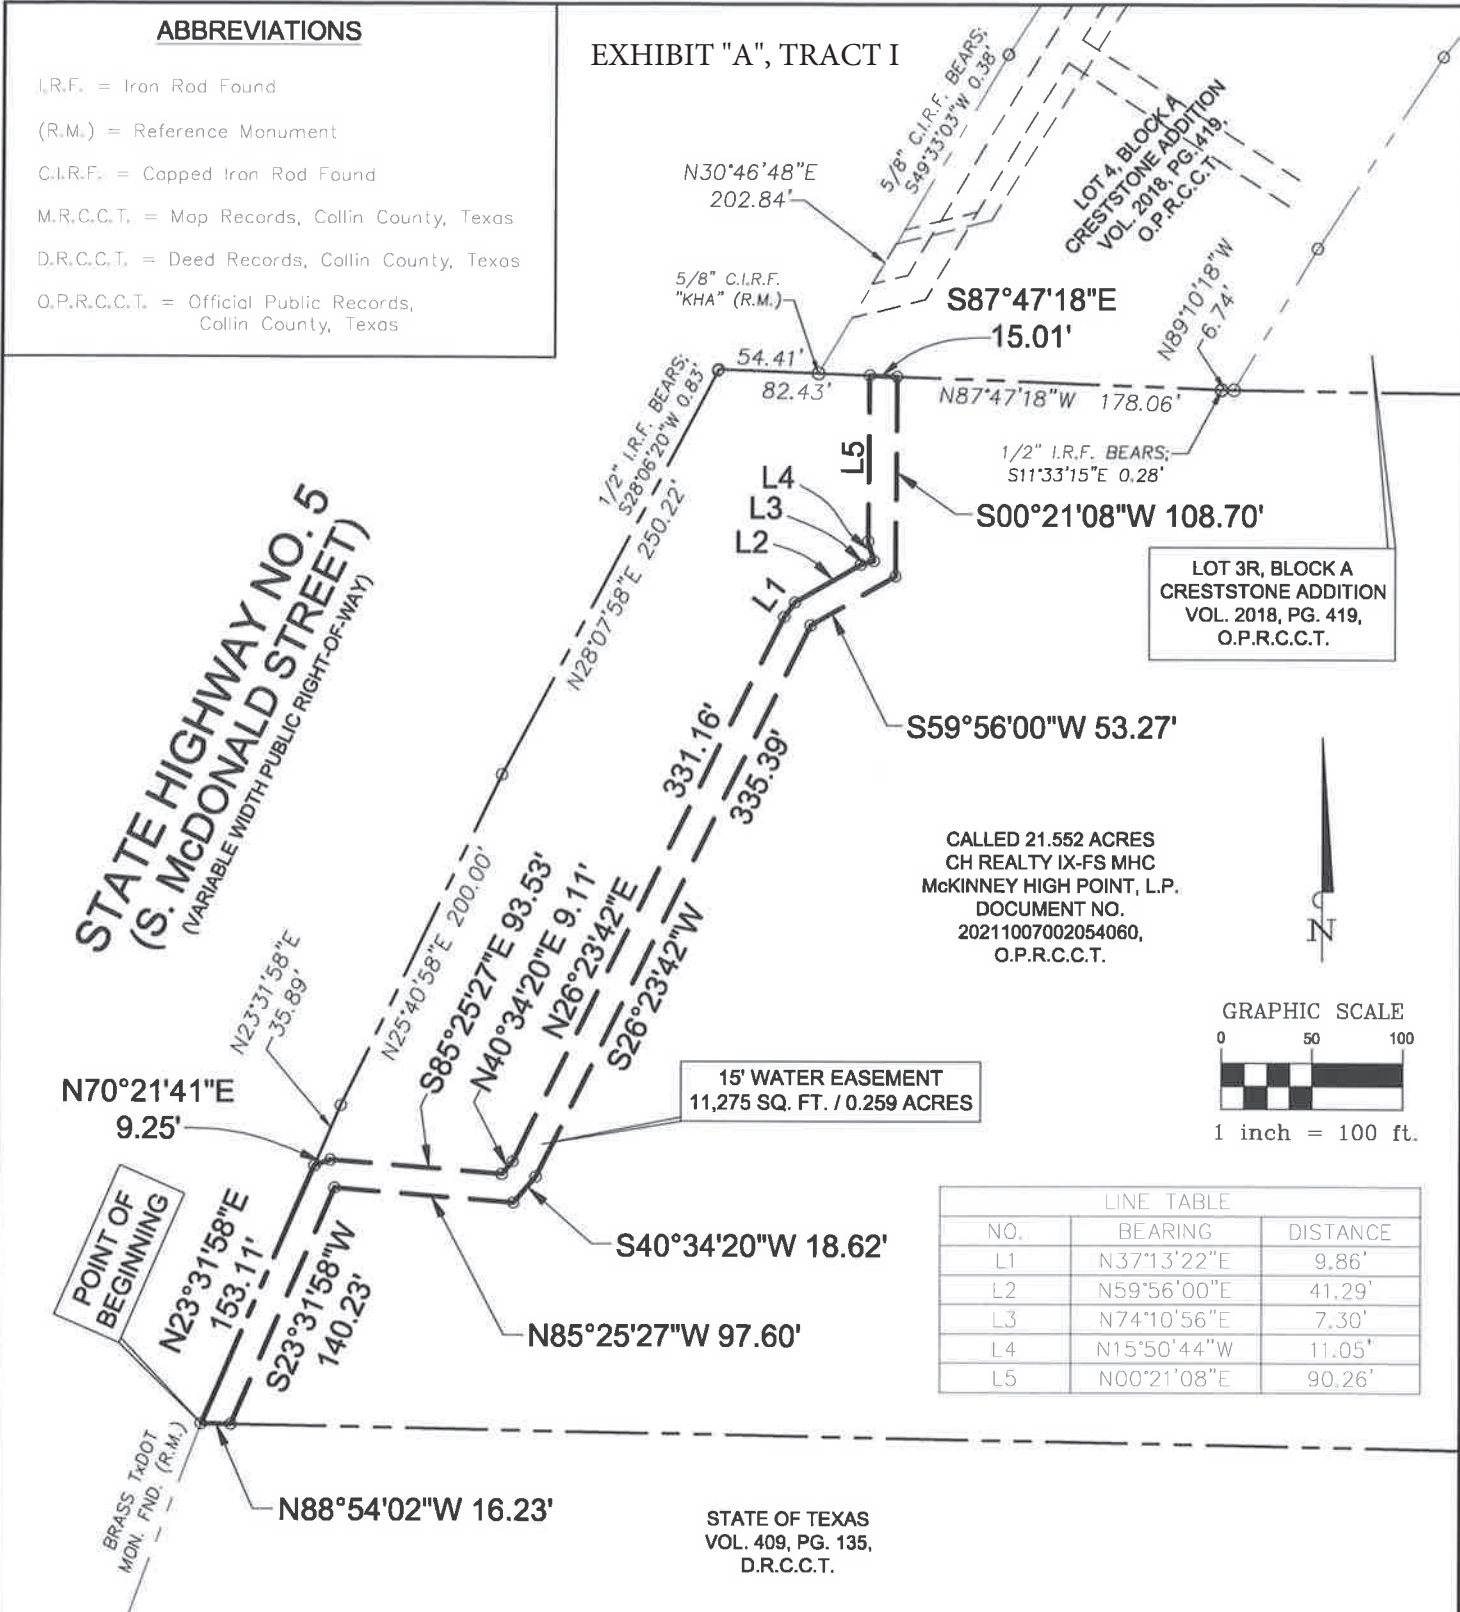 ABBREVIATIONS
I.R.F. = Iron Rod Found
(R.M.) = Reference Monument
C.I.R.F. = Capped Iron Rod Found
M.R.C.C.T. = Map Records, Collin County, Texas
D.R.C.C.T. = Deed Records, Collin County, Texas
O.P.R.C.C.T. = Official Public Records,
Collin County, Texas
EXHIBIT "A", TRACT I
5/8" C.I.R.F. BEARS;
S49°33'03"W 0.38'
LOT 4, BLOCK A
CRESTSTONE ADDITION
VOL. 2018, PG. 419,
O.P.R.C.C.T.
N30°46'48"E
202.84'
5/8" C.I.R.F.
"KHA" (R.M.)
S87°47'18"E
15.01'
N89°10'18"W
6.74'
54.41'
82.43'
N87°47'18"W 178.06'
1/2" I.R.F. BEARS;
S28°06'20"W 0.83'
1/2" I.R.F. BEARS;
S11°33'15"E 0.28'
L5
L4
L3
L2
L1
S00°21'08"W 108.70'
LOT 3R, BLOCK A
CRESTSTONE ADDITION
VOL. 2018, PG. 419,
O.P.R.C.C.T.
STATE HIGHWAY NO. 5
(S. McDONALD STREET)
(VARIABLE WIDTH PUBLIC RIGHT-OF-WAY)
N28°07'58"E 250.22'
S59°56'00"W 53.27'
331.16'
335.39'
CALLED 21.552 ACRES
CH REALTY IX-FS MHC
McKINNEY HIGH POINT, L.P.
DOCUMENT NO.
20211007002054060,
O.P.R.C.C.T.
N
N23°31'58"E
35.89'
N25°40'58"E 200.00'
S85°25'27"E 93.53'
N40°34'20"E 9.11'
N26°23'42"E
S26°23'42"W
GRAPHIC SCALE
0 50 100
1 inch = 100 ft.
15' WATER EASEMENT
11,275 SQ. FT. / 0.259 ACRES
N70°21'41"E
9.25'
POINT OF
BEGINNING
N23°31'58"E
153.11'
S23°31'58"W
140.23'
S40°34'20"W 18.62'
N85°25'27"W 97.60'
LINE TABLE
NO. BEARING DISTANCE
L1 N37°13'22"E 9.86'
L2 N59°56'00"E 41.29'
L3 N74°10'56"E 7.30'
L4 N15°50'44"W 11.05'
L5 N00°21'08"E 90.26'
BRASS TxDOT
MON. FND. (R.M.)
N88°54'02"W 16.23'
STATE OF TEXAS
VOL. 409, PG. 135,
D.R.C.C.T.